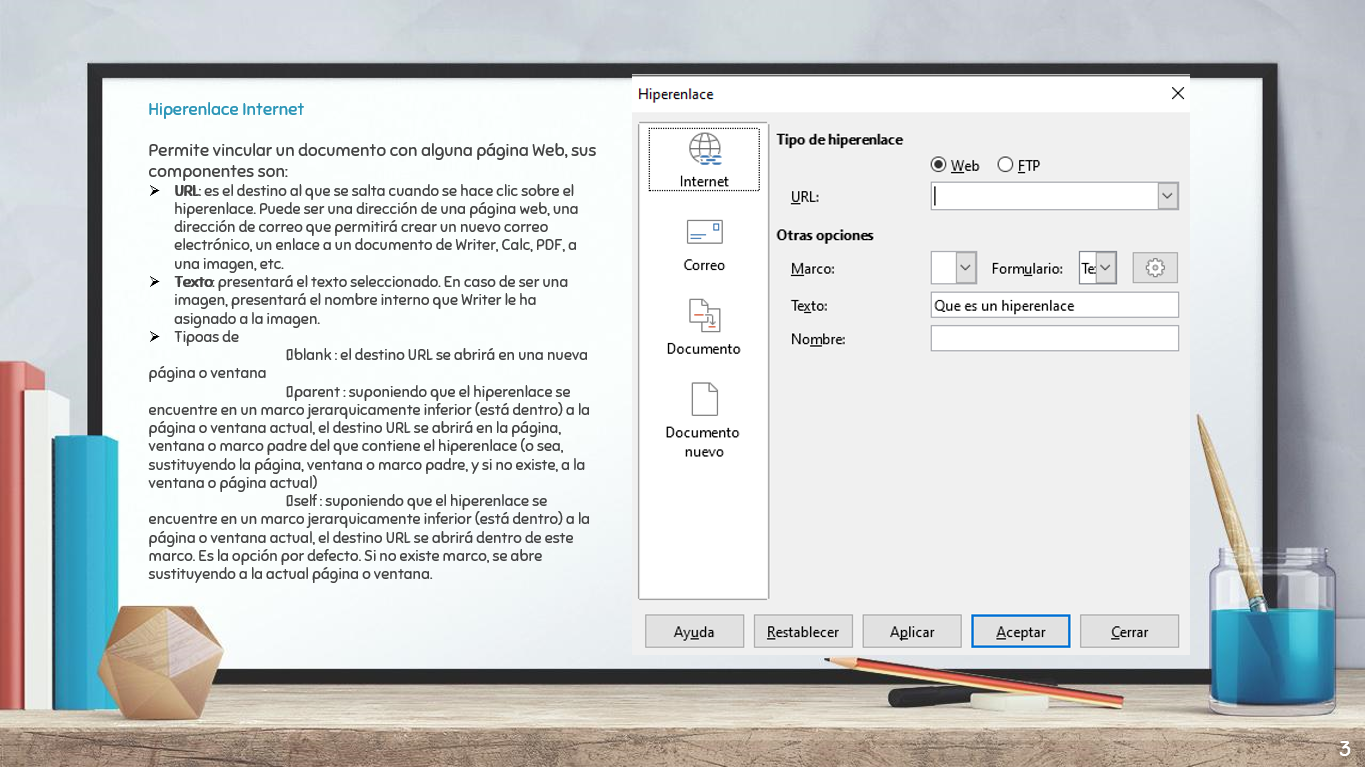 Hiperenlace Internet
Permite vincular un documento con alguna página Web, sus
componentes son:
➢ URL: es el destino al que se salta cuando se hace clic sobre el
hiperenlace. Puede ser una dirección de una página web, una
dirección de correo que permitirá crear un nuevo correo
electrónico, un enlace a un documento de Writer, Calc, PDF, a
una imagen, etc.
➢ Texto: presentará el texto seleccionado. En caso de ser una
imagen, presentará el nombre interno que Writer le ha
asignado a la imagen.
➢ Tipoas de
blank : el destino URL se abrirá en una nueva
página o ventana
parent : suponiendo que el hiperenlace se
encuentre en un marco jerarquicamente inferior (está dentro) a la
página o ventana actual, el destino URL se abrirá en la página,
ventana o marco padre del que contiene el hiperenlace (o sea,
sustituyendo la página, ventana o marco padre, y si no existe, a la
ventana o página actual)
self : suponiendo que el hiperenlace se
encuentre en un marco jerarquicamente inferior (está dentro) a la
página o ventana actual, el destino URL se abrirá dentro de este
marco. Es la opción por defecto. Si no existe marco, se abre
sustituyendo a la actual página o ventana.
Hiperenlace
Internet
Correo
Documento
Documento
nuevo
Tipo de hiperenlace
Web FTP
URL:
Otras opciones
Marco: Formulario: Te
Texto: Que es un hiperenlace
Nombre:
Ayuda Restablecer Aplicar Aceptar Cerrar
3